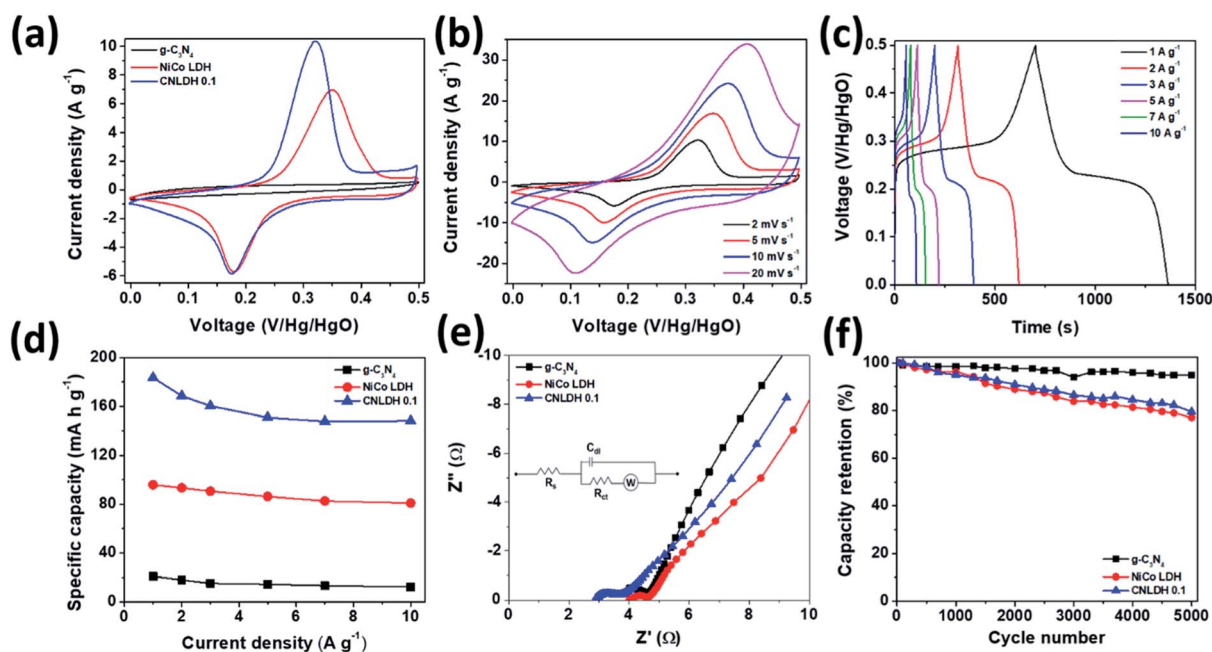 (a)
g-C₃N₄
NiCo LDH
CNLDH 0.1
Current density (A g⁻¹)
10
8
6
4
2
0
-2
-4
-6
0.0 0.1 0.2 0.3 0.4 0.5
Voltage (V/Hg/HgO)
(b)
Current density (A g⁻¹)
30
20
10
0
-10
-20
2 mV s⁻¹
5 mV s⁻¹
10 mV s⁻¹
20 mV s⁻¹
0.0 0.1 0.2 0.3 0.4 0.5
Voltage (V/Hg/HgO)
(c)
Voltage (V/Hg/HgO)
0.5
0.4
0.3
0.2
0.1
0.0
1 A g⁻¹
2 A g⁻¹
3 A g⁻¹
5 A g⁻¹
7 A g⁻¹
10 A g⁻¹
0 500 1000 1500
Time (s)
(d)
Specific capacity (mA h g⁻¹)
200
160
120
80
40
0
g-C₃N₄
NiCo LDH
CNLDH 0.1
0 2 4 6 8 10
Current density (A g⁻¹)
(e)
Z'' (Ω)
-10
-8
-6
-4
-2
0
g-C₃N₄
NiCo LDH
CNLDH 0.1
C_dl
R_s
R_ct
W
0 2 4 6 8 10
Z' (Ω)
(f)
Capacity retention (%)
100
80
60
40
20
0
g-C₃N₄
NiCo LDH
CNLDH 0.1
0 1000 2000 3000 4000 5000
Cycle number